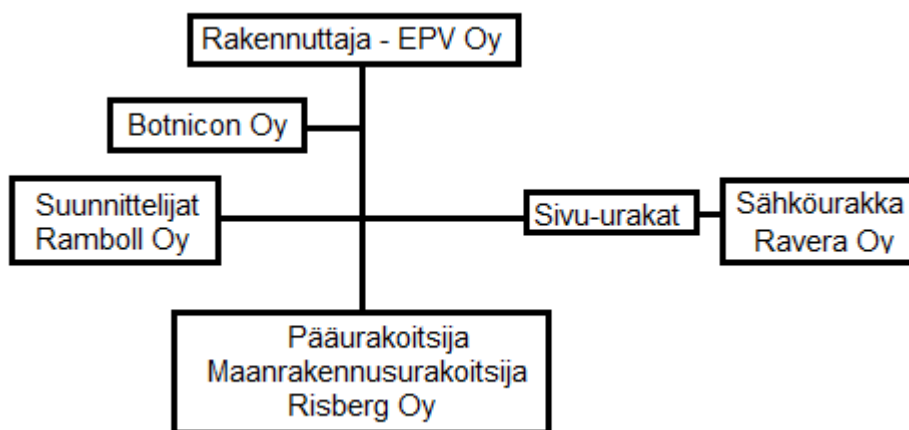 Rakennuttaja - EPV Oy
Botnicon Oy
Suunnittelijat
Ramboll Oy
Sivu-urakat
Sähköurakka
Ravera Oy
Pääurakoitsija
Maanrakennusurakoitsija
Risberg Oy